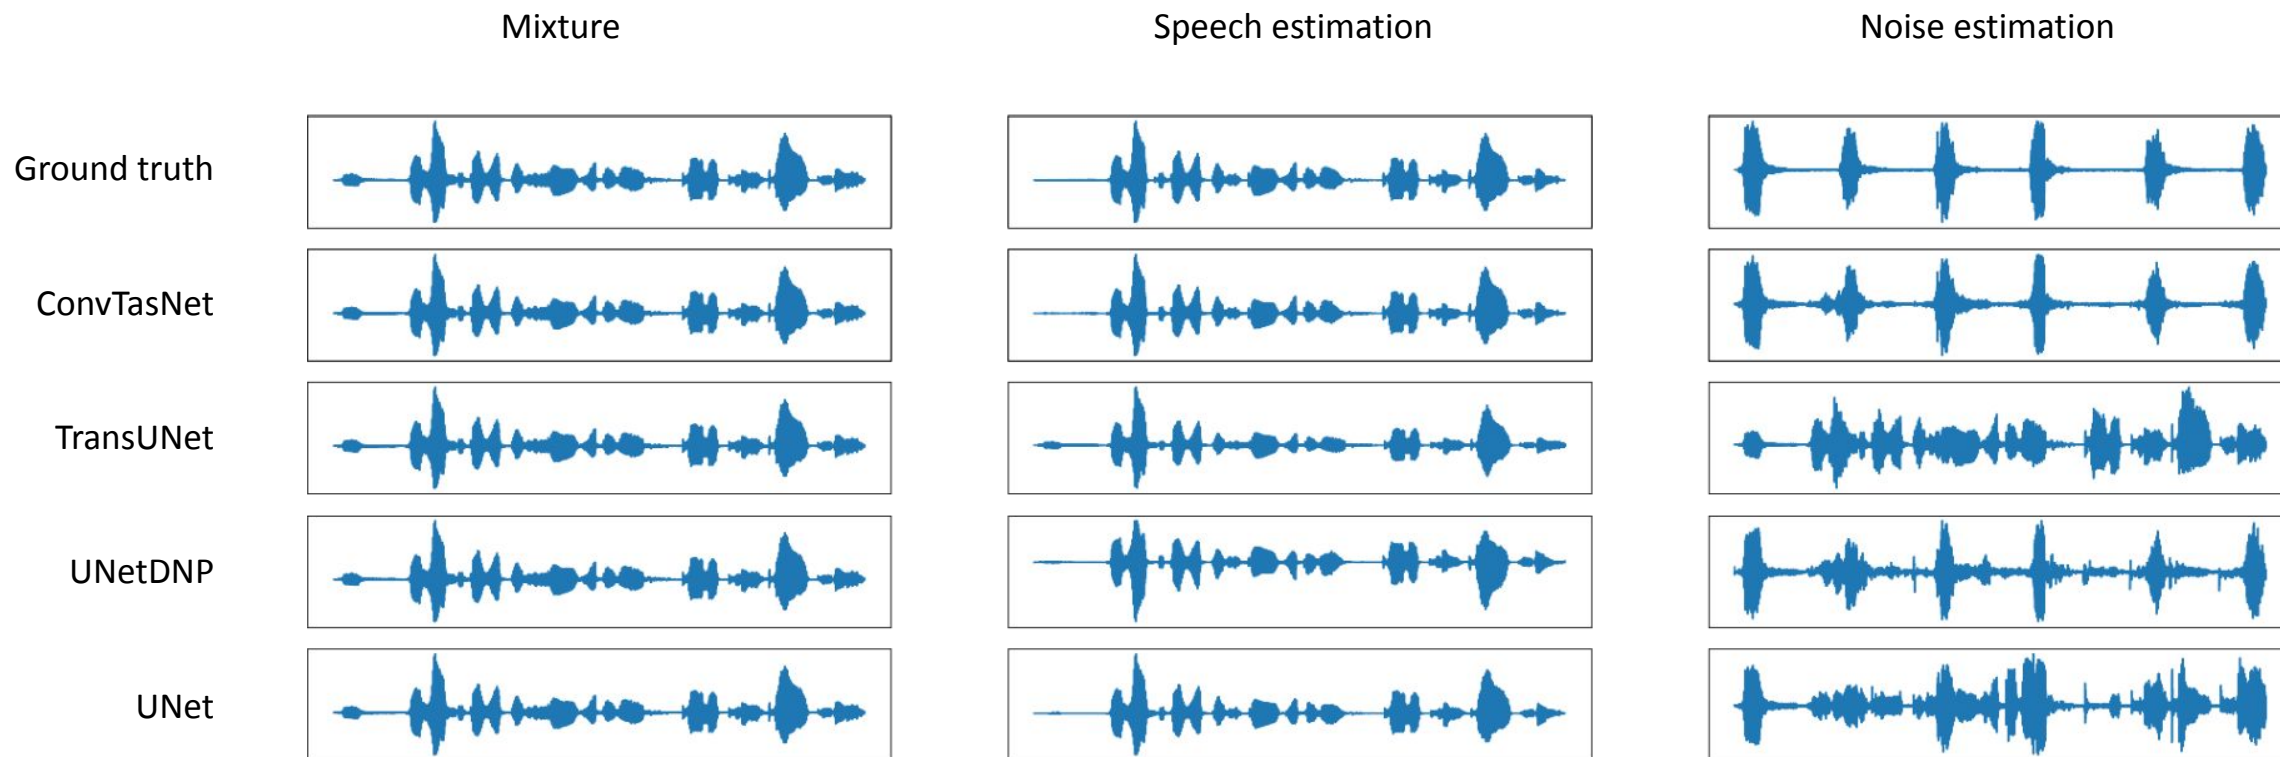 Mixture
Speech estimation
Noise estimation
Ground truth
ConvTasNet
TransUNet
UNetDNP
UNet